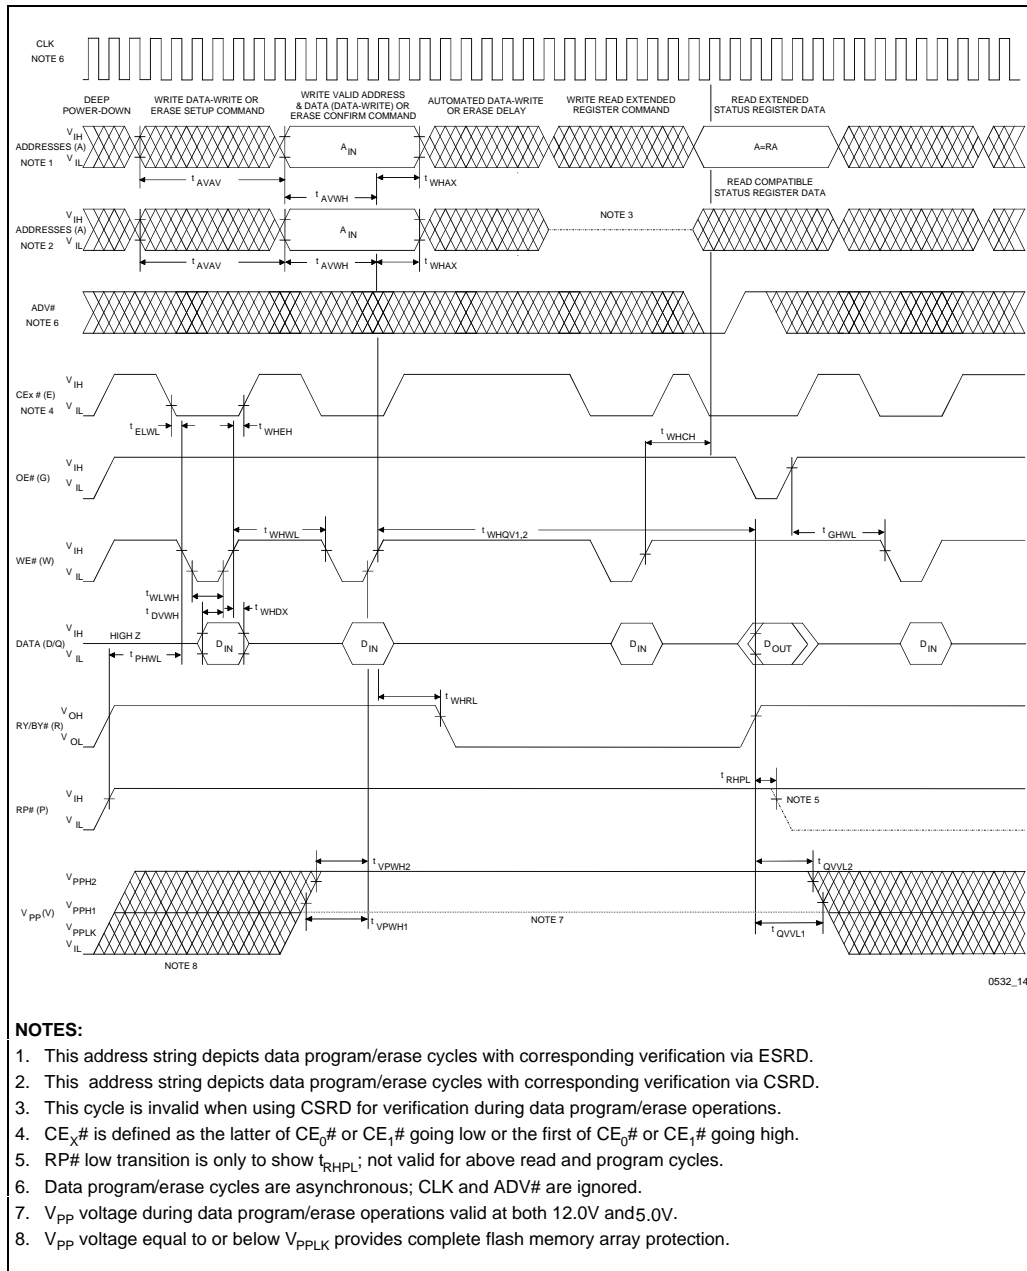 CLK
NOTE 6
DEEP
POWER-DOWN
WRITE DATA-WRITE OR
ERASE SETUP COMMAND
WRITE VALID ADDRESS
& DATA (DATA-WRITE) OR
ERASE CONFIRM COMMAND
AUTOMATED DATA-WRITE
OR ERASE DELAY
WRITE READ EXTENDED
REGISTER COMMAND
READ EXTENDED
STATUS REGISTER DATA
V IH
ADDRESSES (A)
NOTE 1
V IL
A IN
A=RA
t AVAV
t AVWH
t WHAX
READ COMPATIBLE
STATUS REGISTER DATA
V IH
ADDRESSES (A)
NOTE 2
V IL
A IN
NOTE 3
t AVAV
t AVWH
t WHAX
ADV#
NOTE 6
V IH
CEx # (E)
NOTE 4
V IL
t ELWL
t WHEH
t WHCH
V IH
OE# (G)
V IL
t WHWL
t WHQV1,2
t GHWL
V IH
WE# (W)
V IL
t WLWH
t DVWH
t WHDX
V IH
DATA (D/Q)
V IL
HIGH Z
D IN
D IN
D IN
D OUT
D IN
t PHWL
t WHRL
V OH
RY/BY# (R)
V OL
t RHPL
V IH
RP# (P)
V IL
NOTE 5
t VPWH2
t QVVL2
V PPH2
V PP (V)
V PPH1
V PPLK
V IL
t VPWH1
NOTE 7
t QVVL1
NOTE 8
0532_14
NOTES:
1. This address string depicts data program/erase cycles with corresponding verification via ESRD.
2. This address string depicts data program/erase cycles with corresponding verification via CSRD.
3. This cycle is invalid when using CSRD for verification during data program/erase operations.
4. CEX# is defined as the latter of CE0# or CE1# going low or the first of CE0# or CE1# going high.
5. RP# low transition is only to show tRHPL; not valid for above read and program cycles.
6. Data program/erase cycles are asynchronous; CLK and ADV# are ignored.
7. VPP voltage during data program/erase operations valid at both 12.0V and5.0V.
8. VPP voltage equal to or below VPPLK provides complete flash memory array protection.